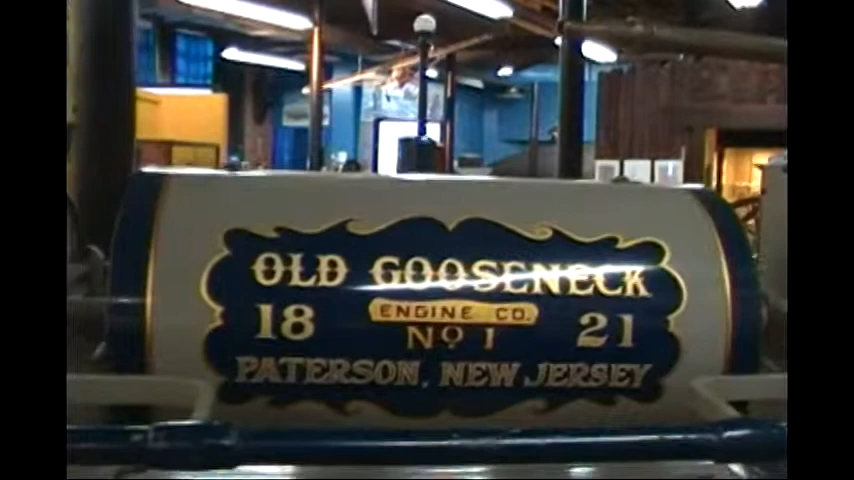 OLD GOOSENECK
18 ENGINE CO. 21
No 1
PATERSON, NEW JERSEY